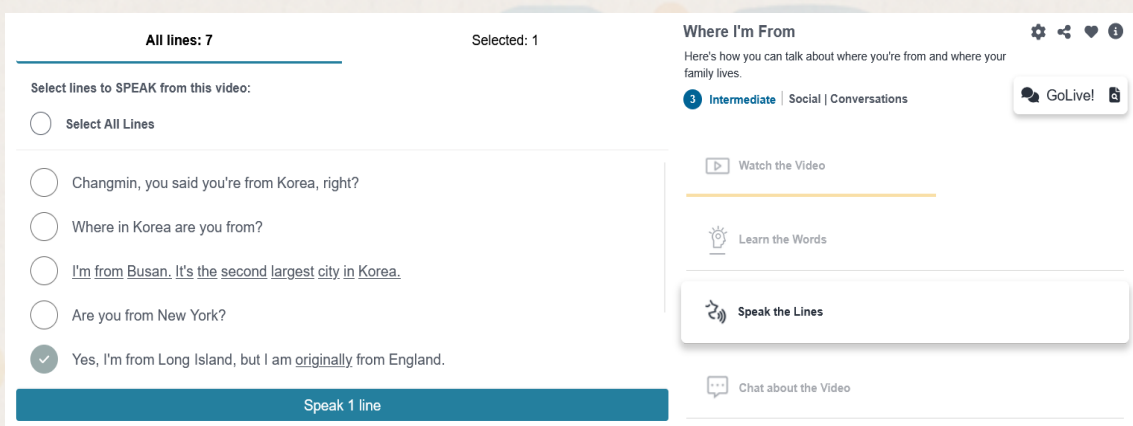 All lines: 7
Selected: 1
Select lines to SPEAK from this video:
Select All Lines
Changmin, you said you're from Korea, right?
Where in Korea are you from?
I'm from Busan. It's the second largest city in Korea.
Are you from New York?
Yes, I'm from Long Island, but I am originally from England.
Speak 1 line
Where I'm From
Here's how you can talk about where you're from and where your
family lives.
3 Intermediate | Social | Conversations
GoLive!
Watch the Video
Learn the Words
Speak the Lines
Chat about the Video